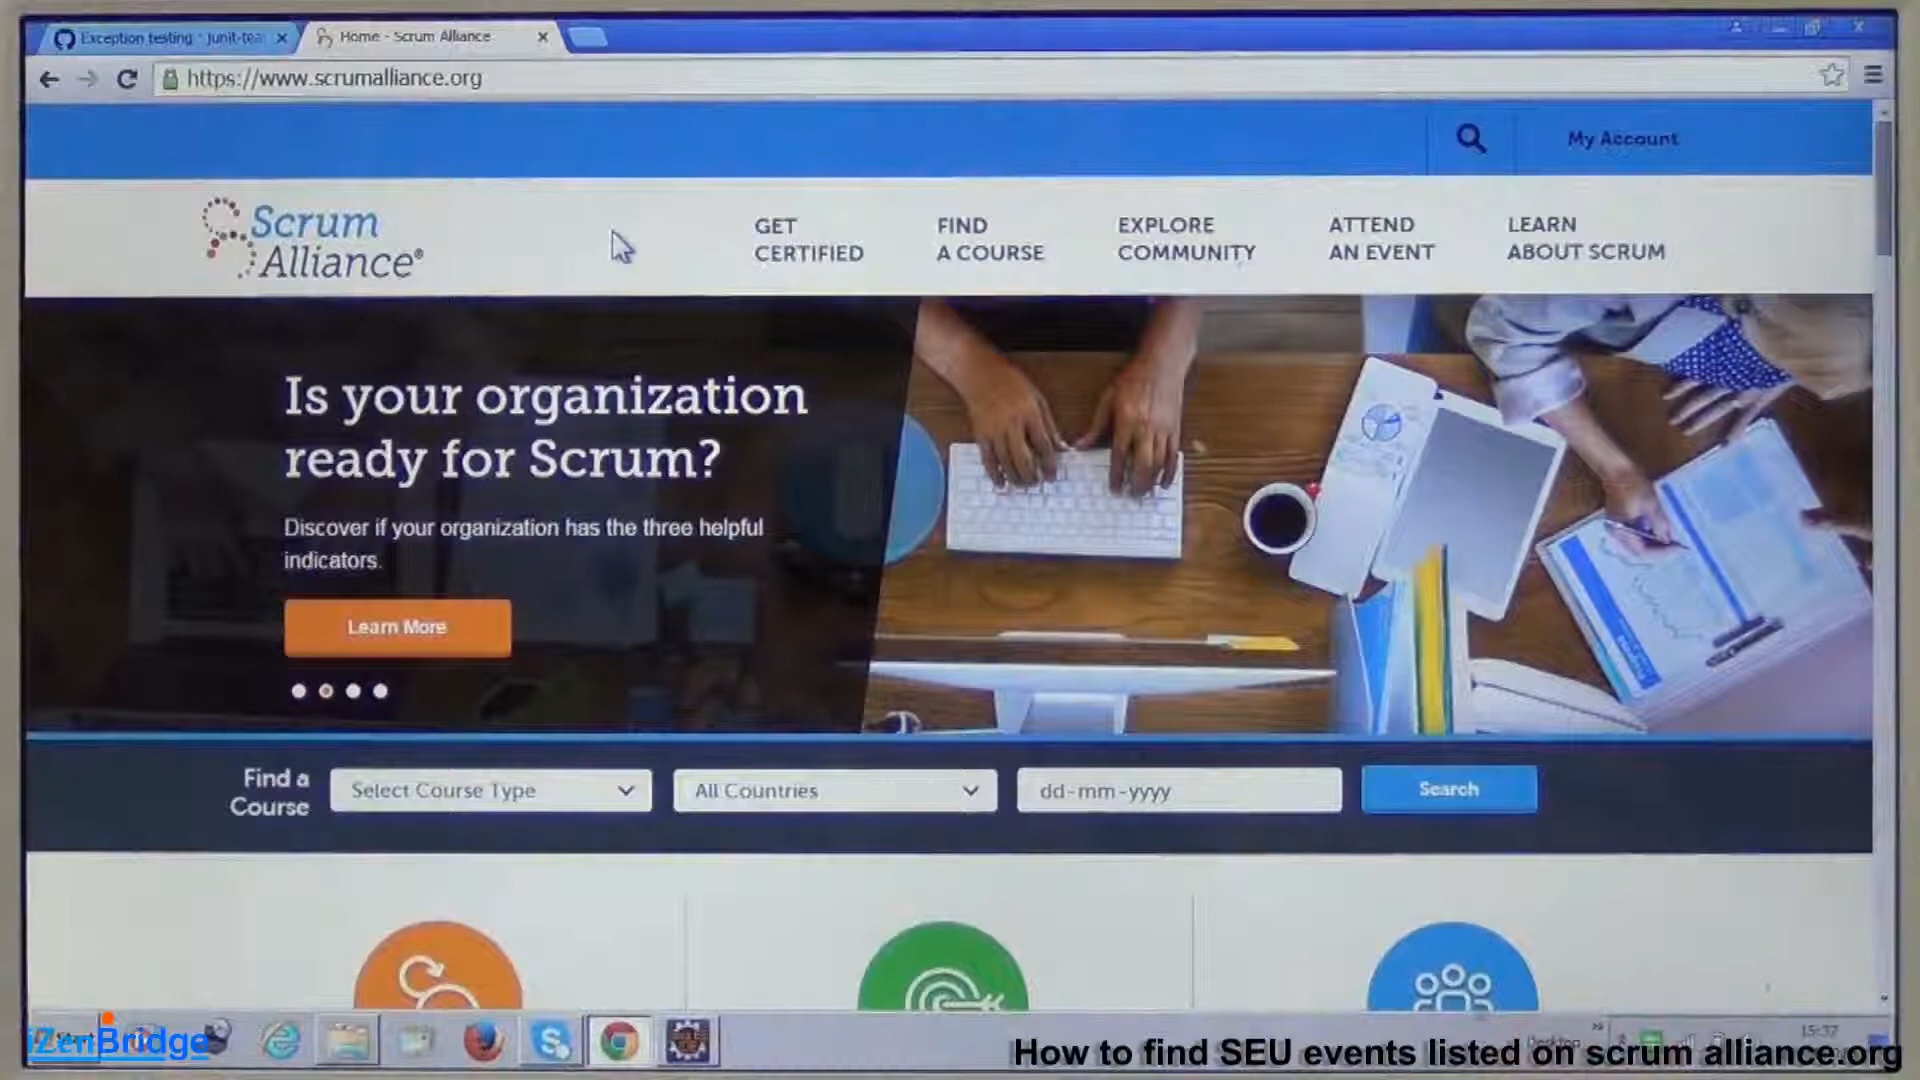 Exception testing · junit-tea
Home - Scrum Alliance
https://www.scrumalliance.org
My Account
Scrum
Alliance®
GET
CERTIFIED
FIND
A COURSE
EXPLORE
COMMUNITY
ATTEND
AN EVENT
LEARN
ABOUT SCRUM
Is your organization
ready for Scrum?
Discover if your organization has the three helpful
indicators.
Learn More
Find a
Course
Select Course Type
All Countries
dd-mm-yyyy
Search
iZenBridge
Desktop
15:37
How to find SEU events listed on scrum alliance.org